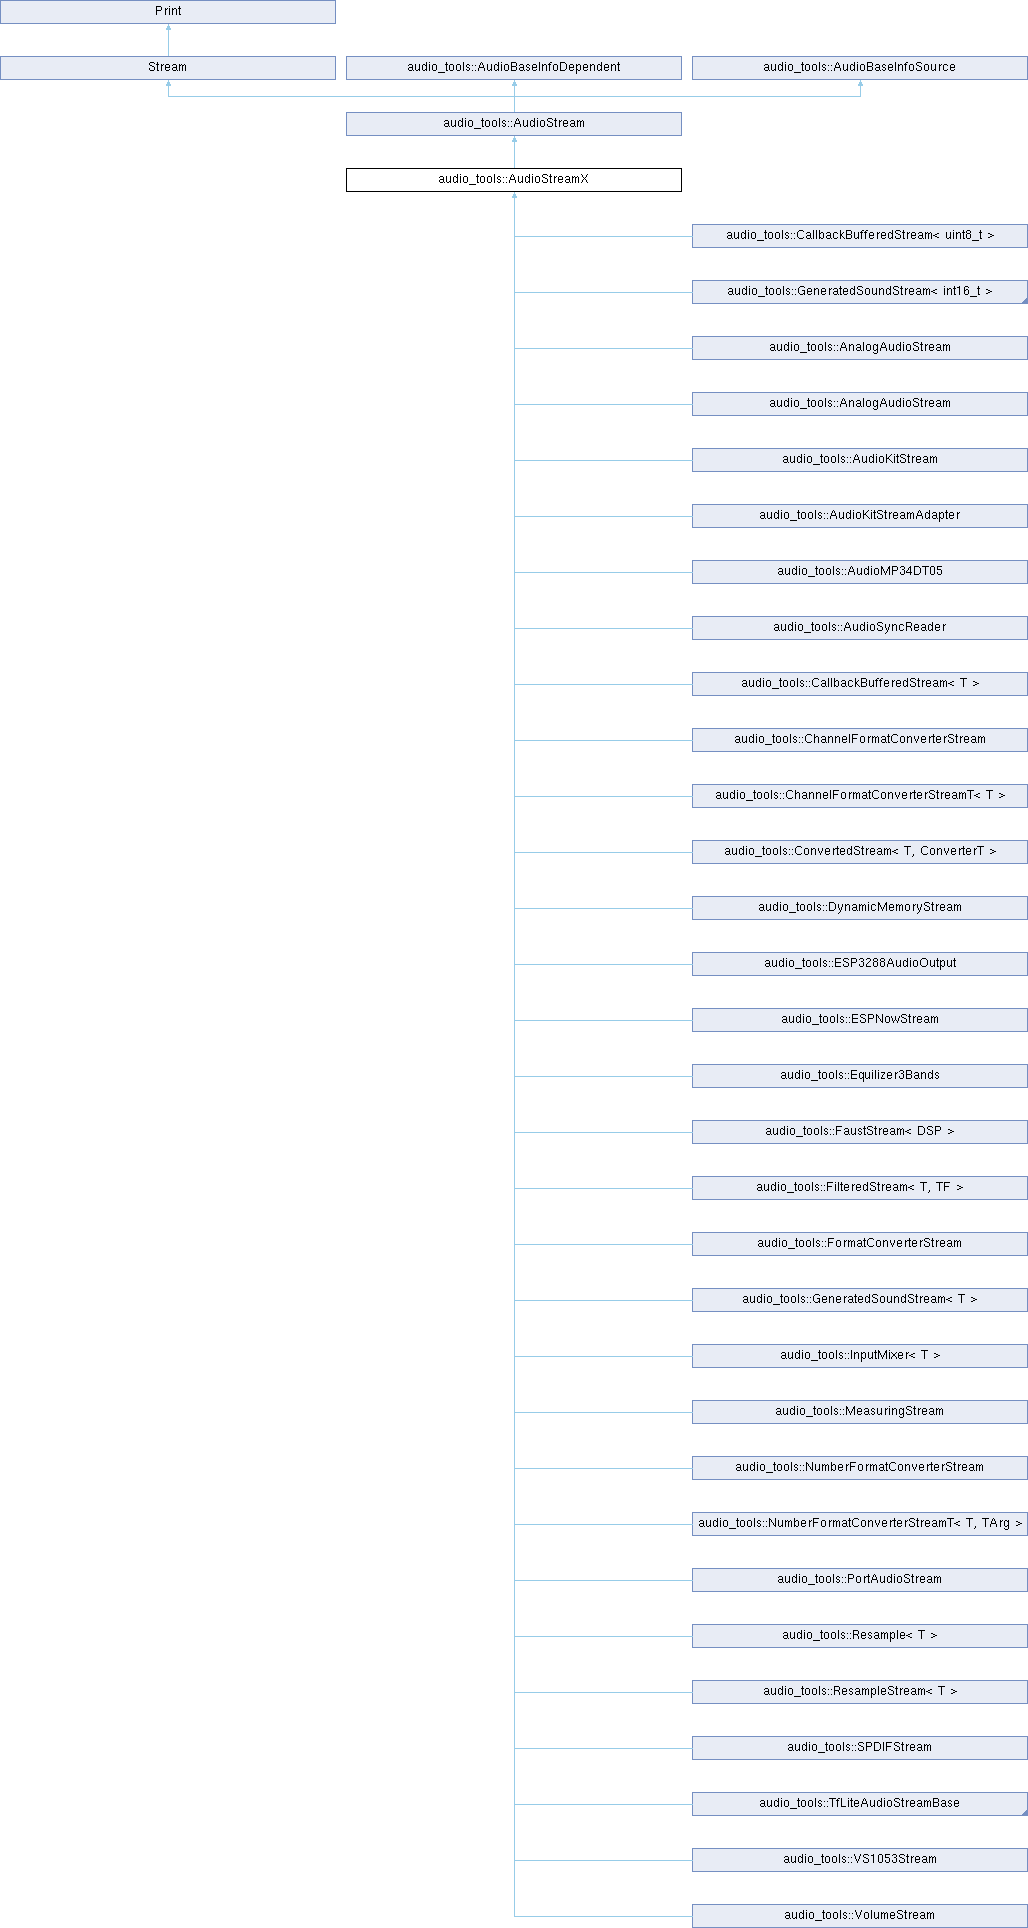 Print
Stream
audio_tools::AudioBaseInfoDependent
audio_tools::AudioBaseInfoSource
audio_tools::AudioStream
audio_tools::AudioStreamX
audio_tools::CallbackBufferedStream< uint8_t >
audio_tools::GeneratedSoundStream< int16_t >
audio_tools::AnalogAudioStream
audio_tools::AnalogAudioStream
audio_tools::AudioKitStream
audio_tools::AudioKitStreamAdapter
audio_tools::AudioMP34DT05
audio_tools::AudioSyncReader
audio_tools::CallbackBufferedStream< T >
audio_tools::ChannelFormatConverterStream
audio_tools::ChannelFormatConverterStreamT< T >
audio_tools::ConvertedStream< T, ConverterT >
audio_tools::DynamicMemoryStream
audio_tools::ESP3288AudioOutput
audio_tools::ESPNowStream
audio_tools::Equilizer3Bands
audio_tools::FaustStream< DSP >
audio_tools::FilteredStream< T, TF >
audio_tools::FormatConverterStream
audio_tools::GeneratedSoundStream< T >
audio_tools::InputMixer< T >
audio_tools::MeasuringStream
audio_tools::NumberFormatConverterStream
audio_tools::NumberFormatConverterStreamT< T, TArg >
audio_tools::PortAudioStream
audio_tools::Resample< T >
audio_tools::ResampleStream< T >
audio_tools::SPDIFStream
audio_tools::TfLiteAudioStreamBase
audio_tools::VS1053Stream
audio_tools::VolumeStream